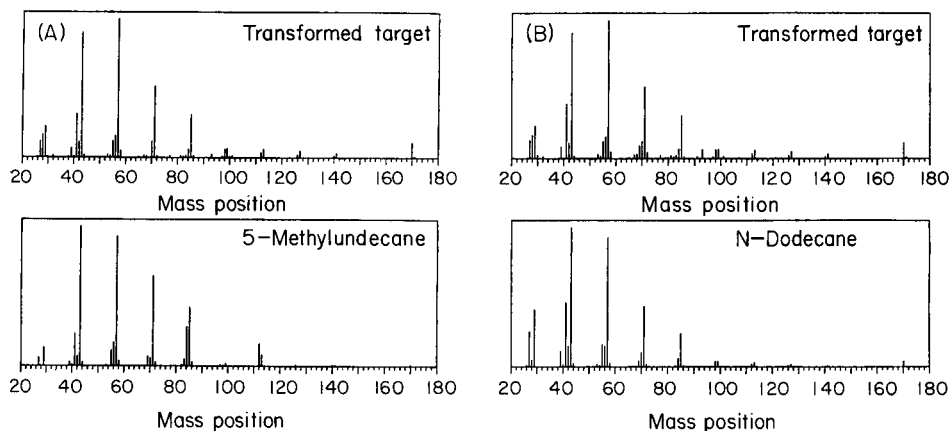 (A) Transformed target
20 40 60 80 100 120 140 160 180
Mass position
(B) Transformed target
20 40 60 80 100 120 140 160 180
Mass position
5-Methylundecane
20 40 60 80 100 120 140 160 180
Mass position
N-Dodecane
20 40 60 80 100 120 140 160 180
Mass position